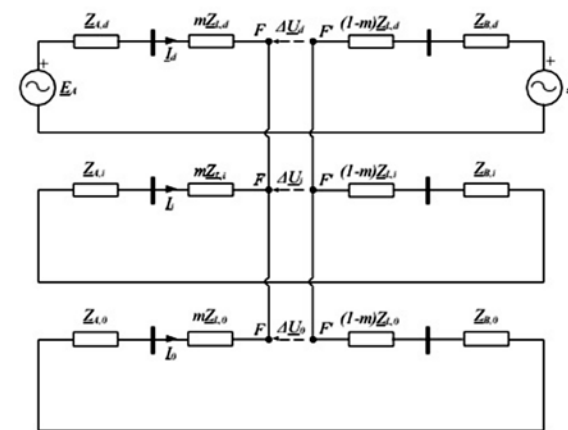 Z_A,d mZ_L,d F ΔU_d F' (1-m)Z_L,d Z_B,d
+ I_d +
E_A
Z_A,i mZ_L,i F ΔU_i F' (1-m)Z_L,i Z_B,i
I_i
Z_A,0 mZ_L,0 F ΔU_0 F' (1-m)Z_L,0 Z_B,0
I_0